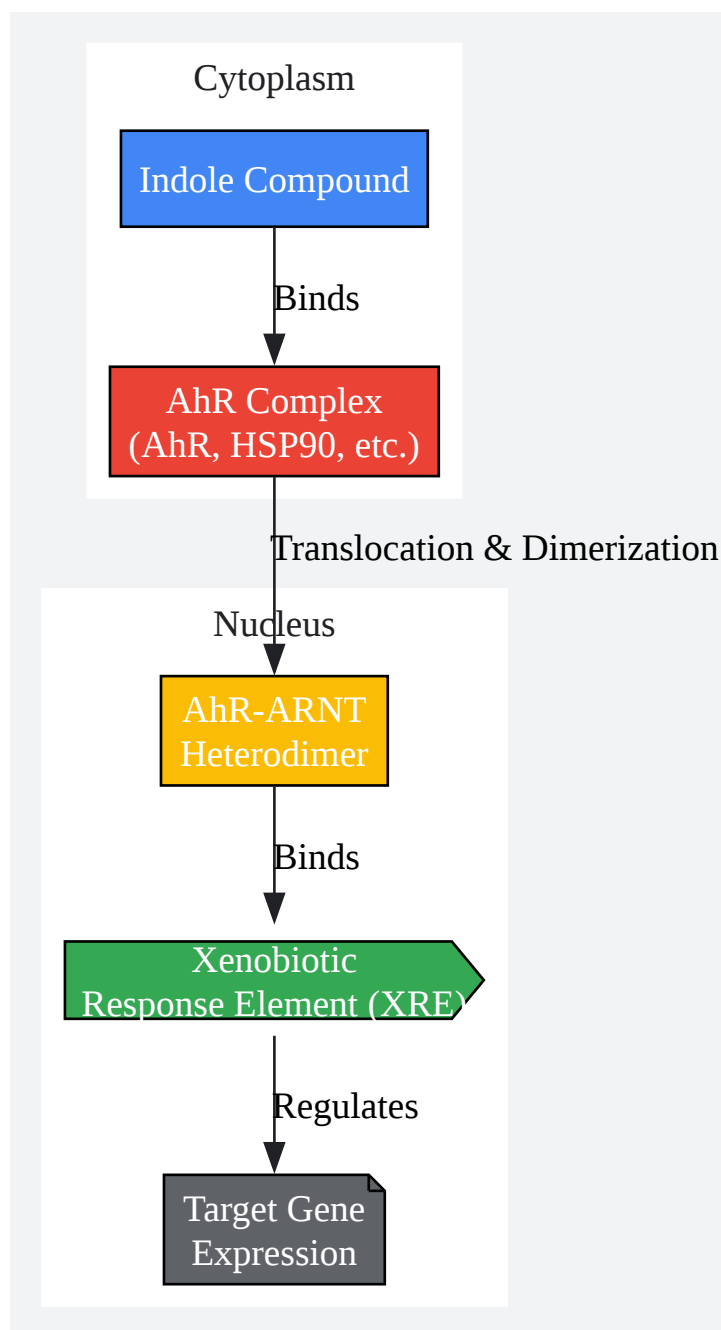 Cytoplasm
Indole Compound
Binds
AhR Complex
(AhR, HSP90, etc.)
Translocation & Dimerization
Nucleus
AhR-ARNT
Heterodimer
Binds
Xenobiotic
Response Element (XRE)
Regulates
Target Gene
Expression